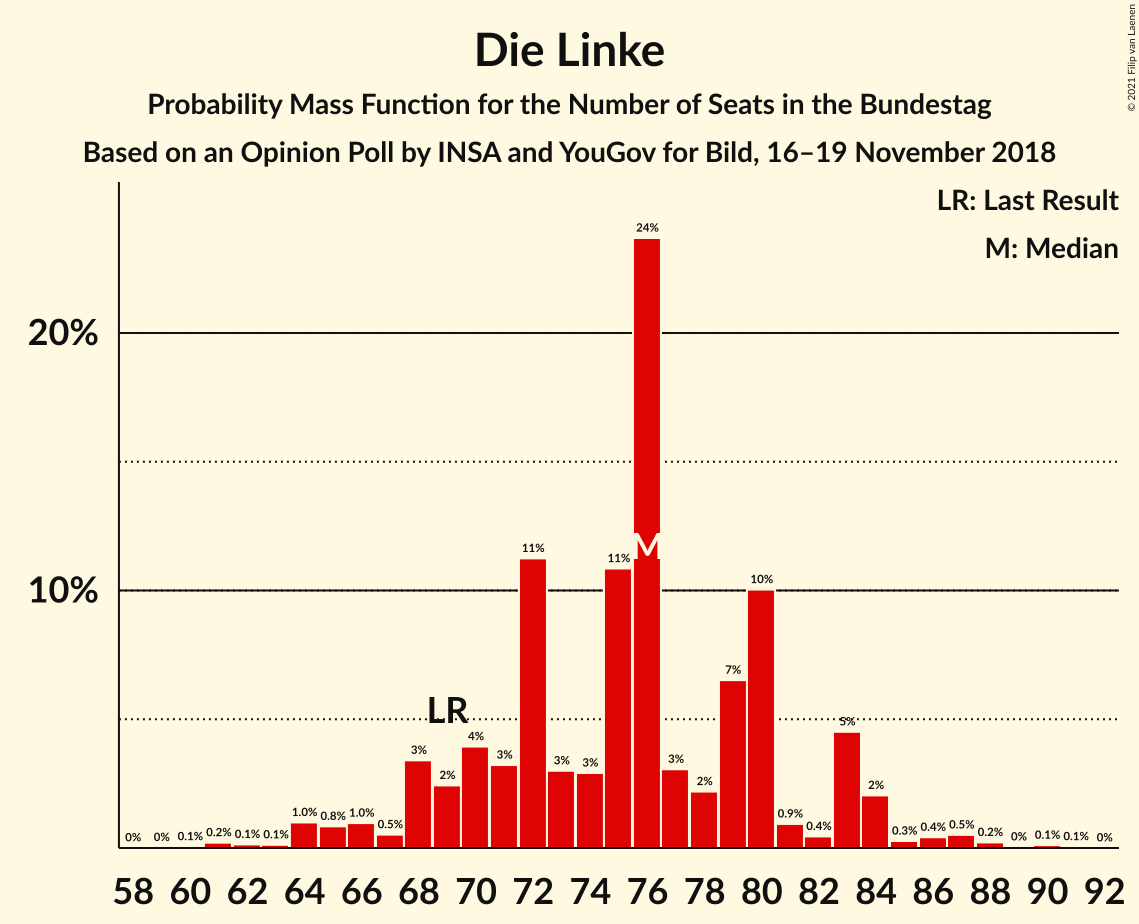 Die Linke
Probability Mass Function for the Number of Seats in the Bundestag
Based on an Opinion Poll by INSA and YouGov for Bild, 16–19 November 2018
© 2021 Filip van Laenen
LR: Last Result
M: Median
20%
10%
LR
M
0% 0% 0.1% 0.2% 0.1% 0.1% 1.0% 0.8% 1.0% 0.5% 3% 2% 4% 3% 11% 3% 3% 11% 24% 3% 2% 7% 10% 0.9% 0.4% 5% 2% 0.3% 0.4% 0.5% 0.2% 0% 0.1% 0.1% 0%
58 60 62 64 66 68 70 72 74 76 78 80 82 84 86 88 90 92